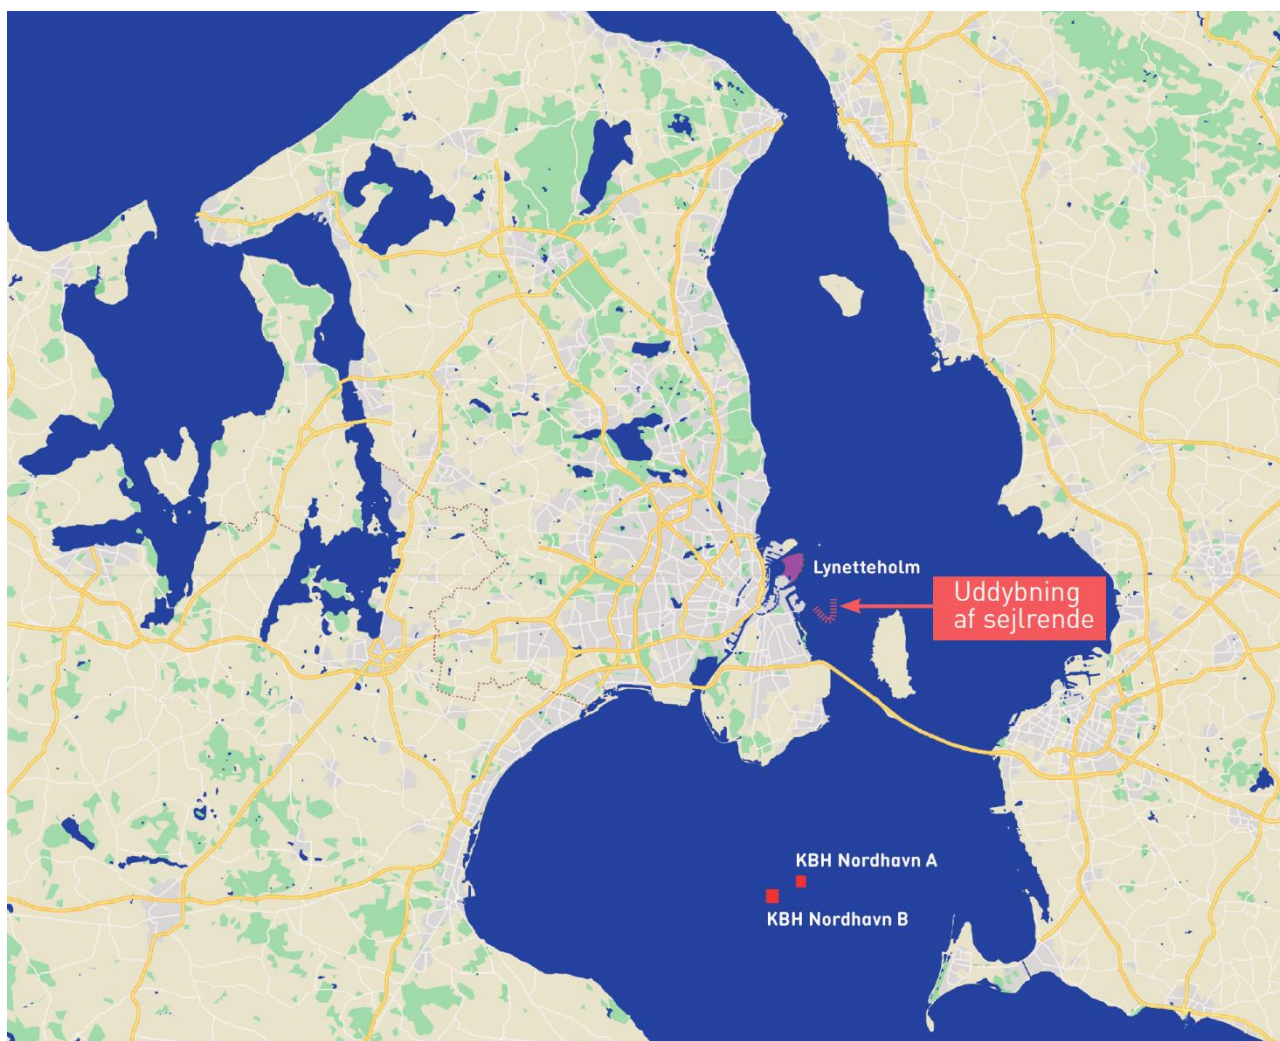 Lynetteholm
Uddybning
af sejlrende
KBH Nordhavn A
KBH Nordhavn B